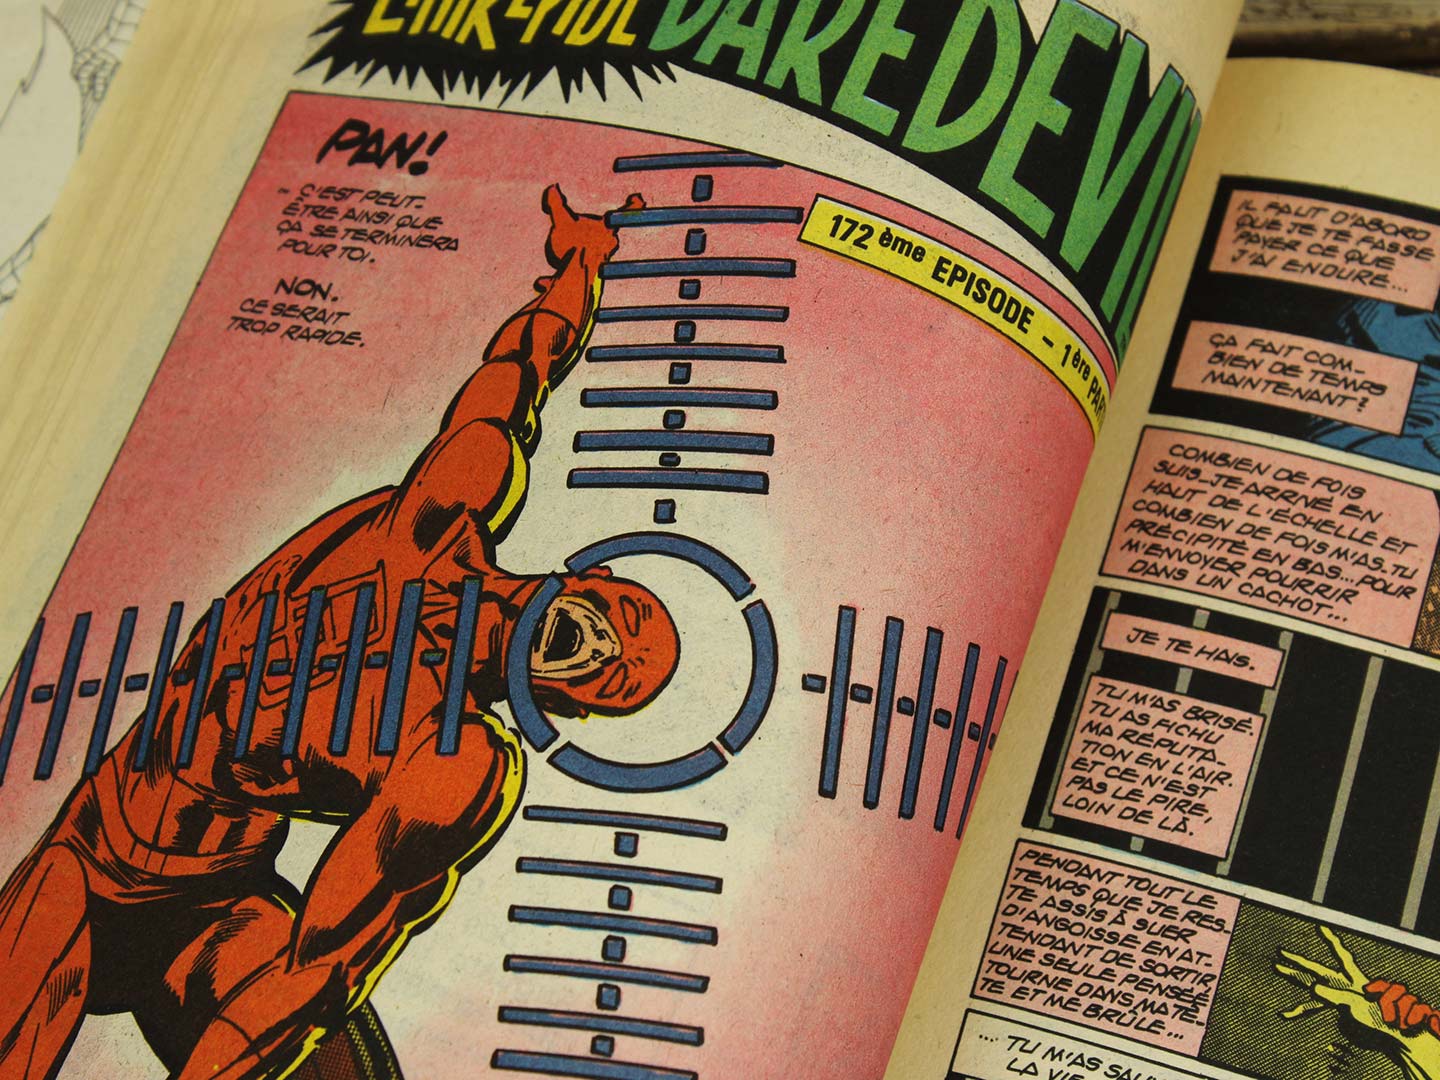 DAREDEVIL
PAN!
... C'EST PEUT-
ÊTRE AINSI QUE
ÇA SE TERMINERA
POUR TOI.
NON.
CE SERAIT
TROP RAPIDE.
172 ème EPISODE - 1ère PART
IL FAUT D'ABORD
QUE JE TE FASSE
PAYER CE QUE
J'AI ENDURÉ...
ÇA FAIT COM-
BIEN DE TEMPS
MAINTENANT?
COMBIEN DE FOIS
SUIS-JE ARRIVÉ EN
HAUT DE L'ÉCHELLE ET
COMBIEN DE FOIS M'AS-TU
PRÉCIPITÉ EN BAS... POUR
M'ENVOYER POURRIR
DANS UN CACHOT...
JE TE HAIS.
TU M'AS BRISÉ.
TU AS FICHU
MA RÉPUTA-
TION EN L'AIR.
ET CE N'EST
PAS LE PIRE,
LOIN DE LÀ.
PENDANT TOUT LE
TEMPS QUE JE RES-
TE ASSIS À SUER
D'ANGOISSE EN AT-
TENDANT DE SORTIR,
UNE SEULE PENSÉE
TOURNE DANS MA TÊ-
TE ET ME BRÛLE...
... TU M'AS
LA VIE